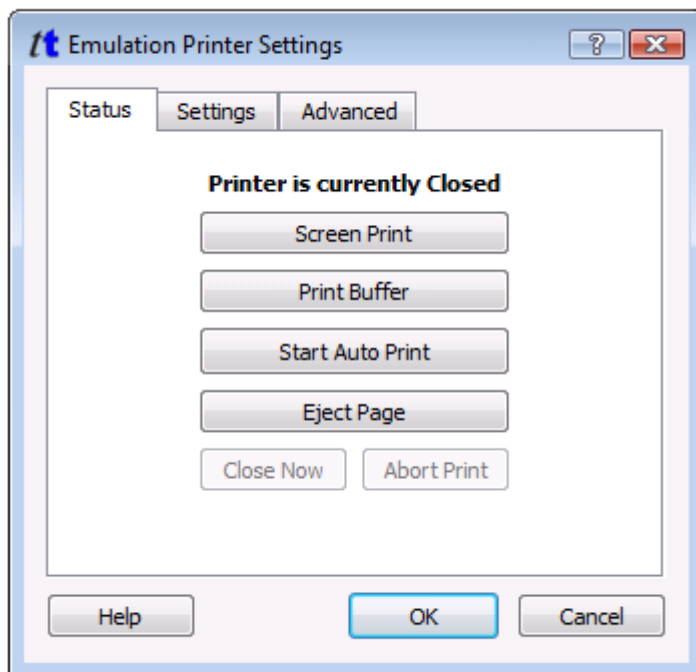 tt Emulation Printer Settings ?
Status Settings Advanced
Printer is currently Closed
Screen Print
Print Buffer
Start Auto Print
Eject Page
Close Now Abort Print
Help OK Cancel